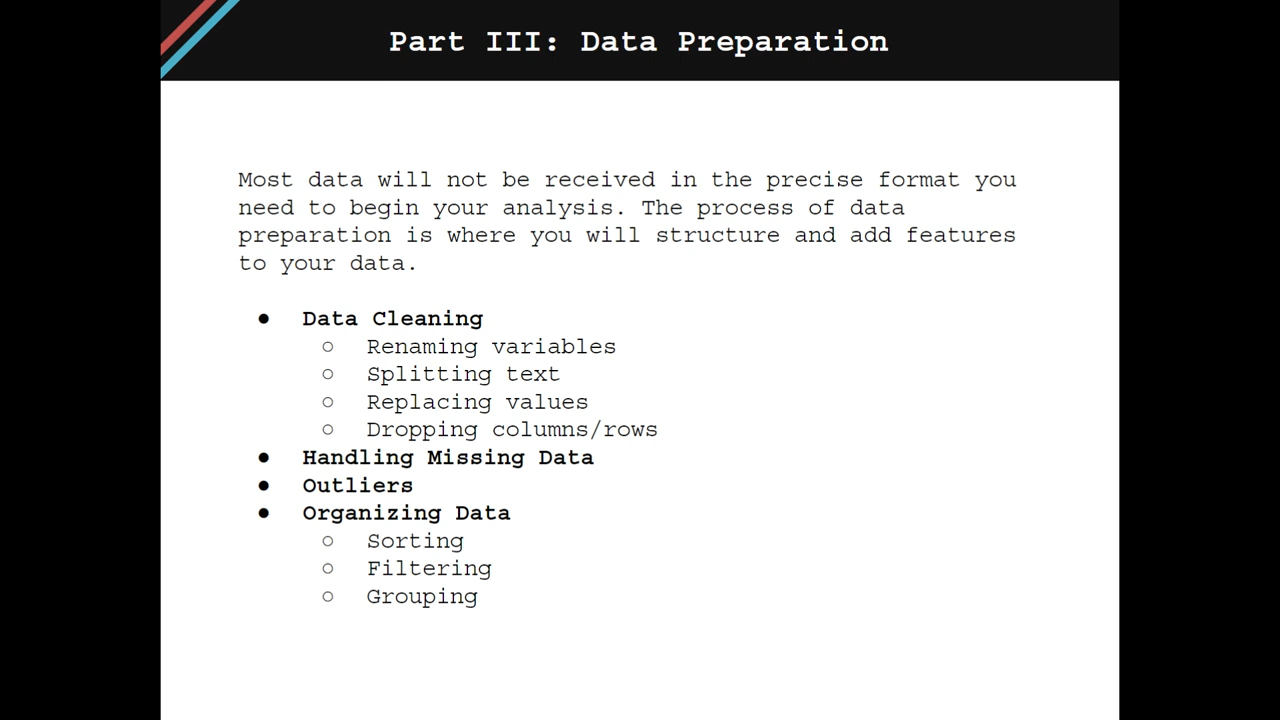 Part III: Data Preparation
Most data will not be received in the precise format you
need to begin your analysis. The process of data
preparation is where you will structure and add features
to your data.
● Data Cleaning
○ Renaming variables
○ Splitting text
○ Replacing values
○ Dropping columns/rows
● Handling Missing Data
● Outliers
● Organizing Data
○ Sorting
○ Filtering
○ Grouping